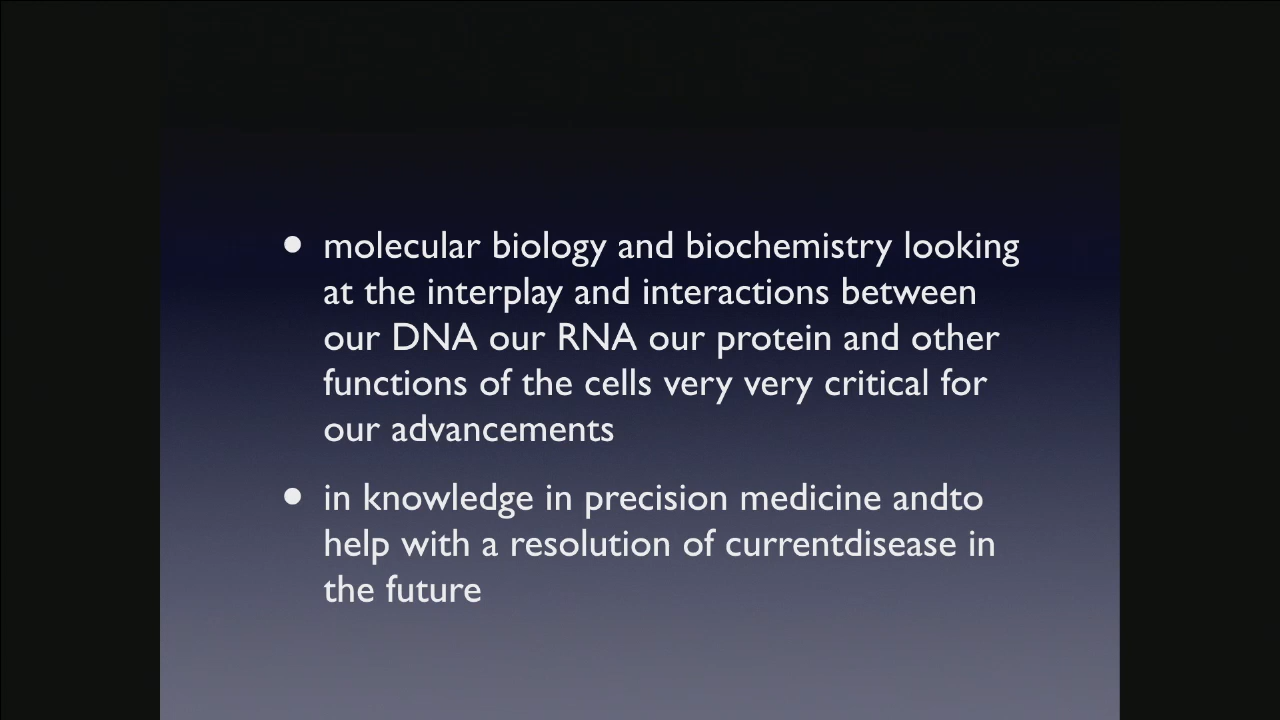 • molecular biology and biochemistry looking
at the interplay and interactions between
our DNA our RNA our protein and other
functions of the cells very very critical for
our advancements
• in knowledge in precision medicine andto
help with a resolution of currentdisease in
the future